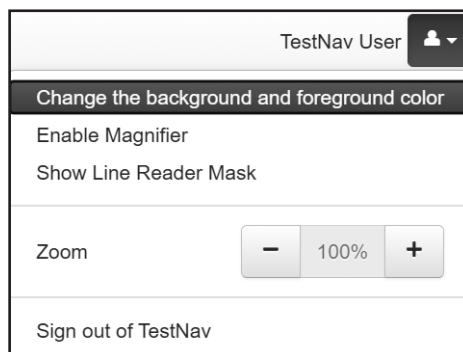 TestNav User
Change the background and foreground color
Enable Magnifier
Show Line Reader Mask
Zoom − 100% +
Sign out of TestNav